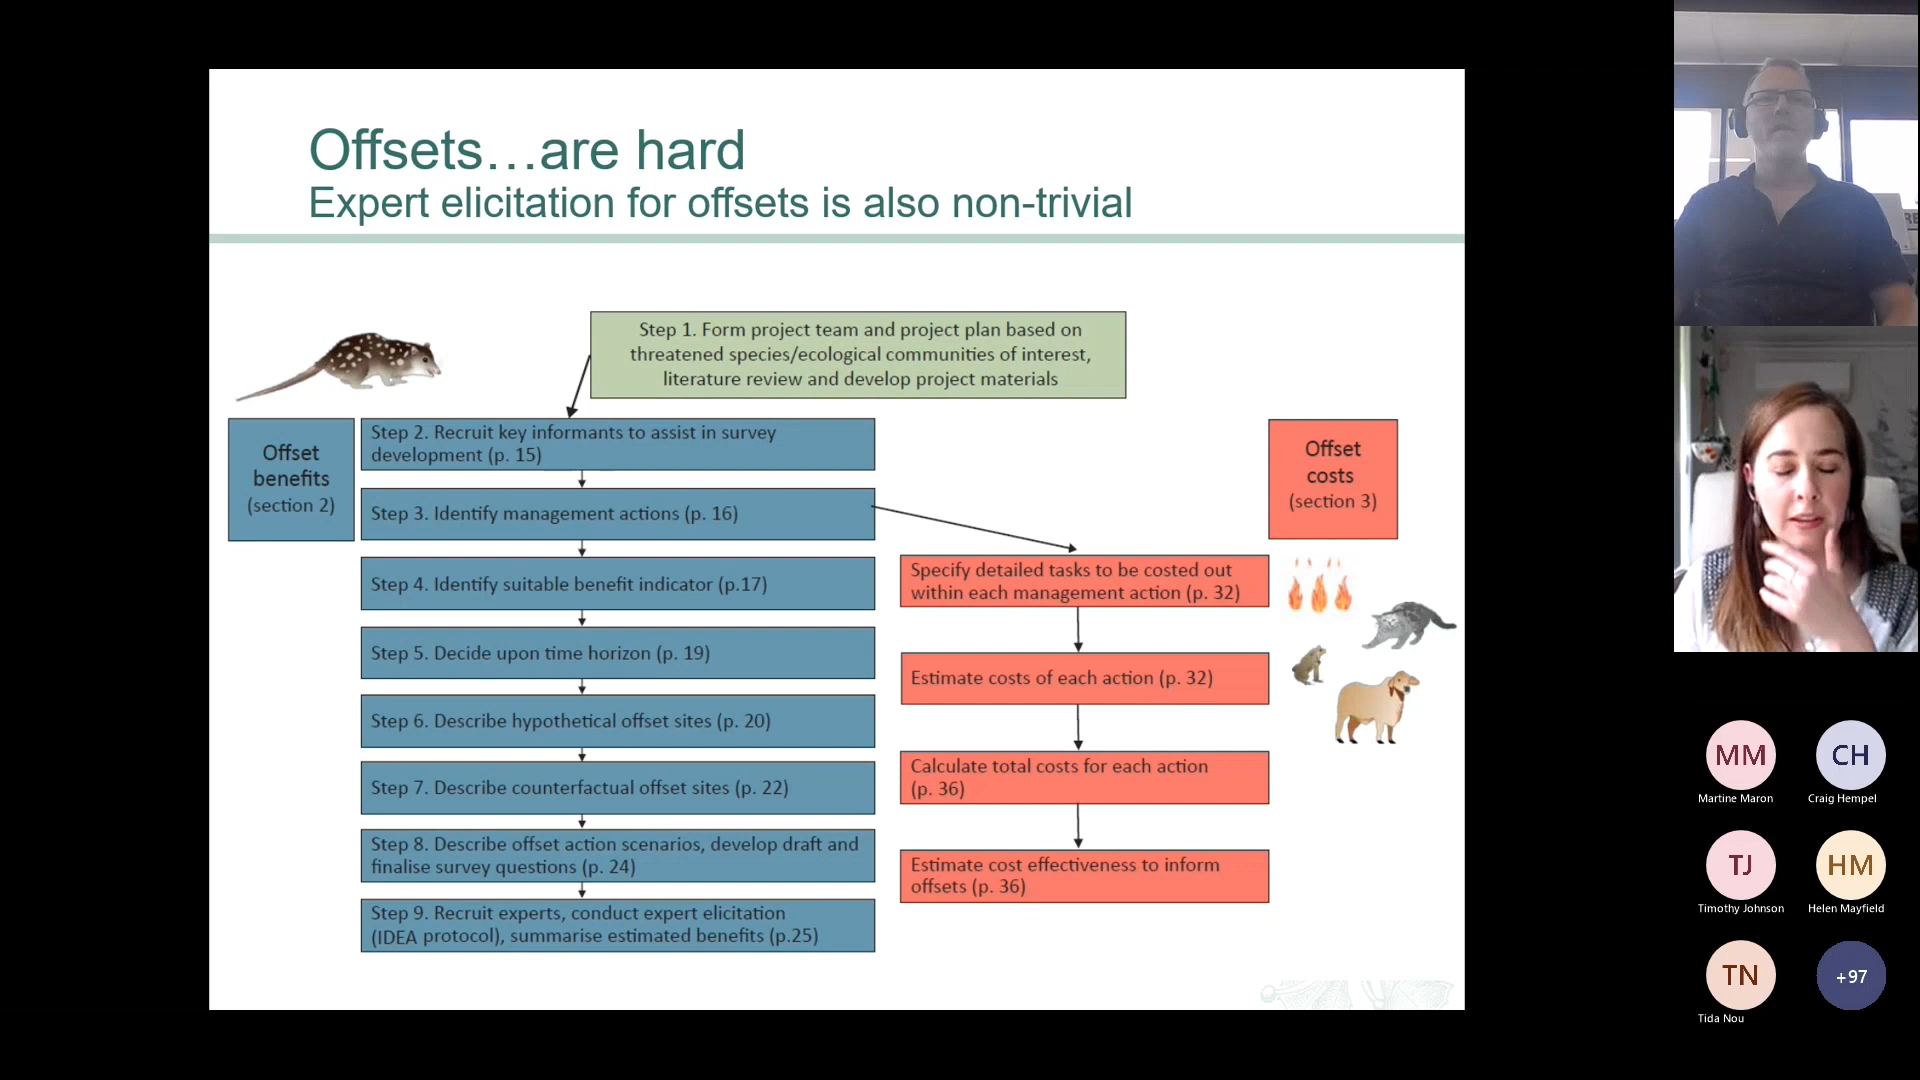 Offsets…are hard
Expert elicitation for offsets is also non-trivial
Step 1. Form project team and project plan based on
threatened species/ecological communities of interest,
literature review and develop project materials
Offset
benefits
(section 2)
Step 2. Recruit key informants to assist in survey
development (p. 15)
Step 3. Identify management actions (p. 16)
Step 4. Identify suitable benefit indicator (p.17)
Step 5. Decide upon time horizon (p. 19)
Step 6. Describe hypothetical offset sites (p. 20)
Step 7. Describe counterfactual offset sites (p. 22)
Step 8. Describe offset action scenarios, develop draft and
finalise survey questions (p. 24)
Step 9. Recruit experts, conduct expert elicitation
(IDEA protocol), summarise estimated benefits (p.25)
Offset
costs
(section 3)
Specify detailed tasks to be costed out
within each management action (p. 32)
Estimate costs of each action (p. 32)
Calculate total costs for each action
(p. 36)
Estimate cost effectiveness to inform
offsets (p. 36)
RE
MM
Martine Maron
CH
Craig Hempel
TJ
Timothy Johnson
HM
Helen Mayfield
TN
Tida Nou
+97